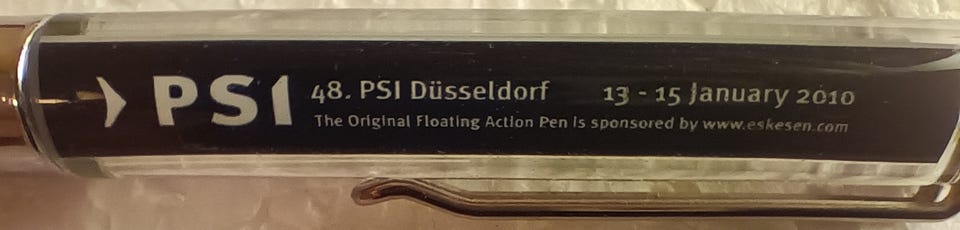 PSI
48. PSI Düsseldorf 13 - 15 January 2010
The Original Floating Action Pen is sponsored by www.eskesen.com